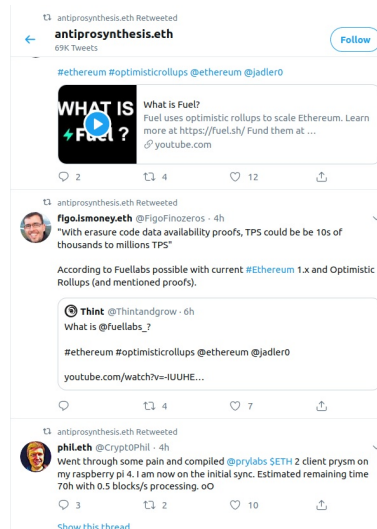 antiprosynthesis.eth Retweeted
antiprosynthesis.eth
69K Tweets
Follow
#ethereum #optimisticrollups @ethereum @jadler0
WHAT IS
Fuel ?
What is Fuel?
Fuel uses optimistic rollups to scale Ethereum. Learn
more at https://fuel.sh/ Fund them at …
youtube.com
2 4 12
antiprosynthesis.eth Retweeted
figo.ismoney.eth @FigoFinozeros · 4h
"With erasure code data availability proofs, TPS could be be 10s of
thousands to millions TPS"
According to Fuellabs possible with current #Ethereum 1.x and Optimistic
Rollups (and mentioned proofs).
Thint @Thintandgrow · 6h
What is @fuellabs_?
#ethereum #optimisticrollups @ethereum @jadler0
youtube.com/watch?v=-IUUHE…
4 7
antiprosynthesis.eth Retweeted
phil.eth @Crypt0Phil · 4h
Went through some pain and compiled @prylabs $ETH 2 client prysm on
my raspberry pi 4. I am now on the initial sync. Estimated remaining time
70h with 0.5 blocks/s processing. oO
3 2 10
Show this thread